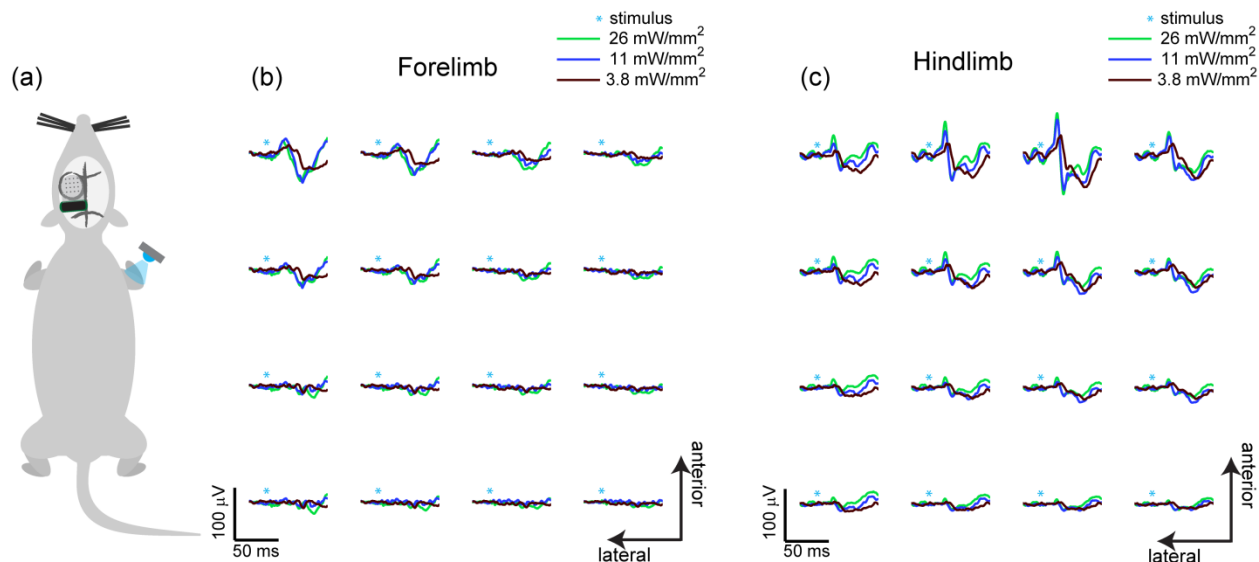 (a)
(b)
Forelimb
* stimulus
26 mW/mm²
11 mW/mm²
3.8 mW/mm²
100 µV
50 ms
anterior
lateral
(c)
Hindlimb
* stimulus
26 mW/mm²
11 mW/mm²
3.8 mW/mm²
100 µV
50 ms
anterior
lateral